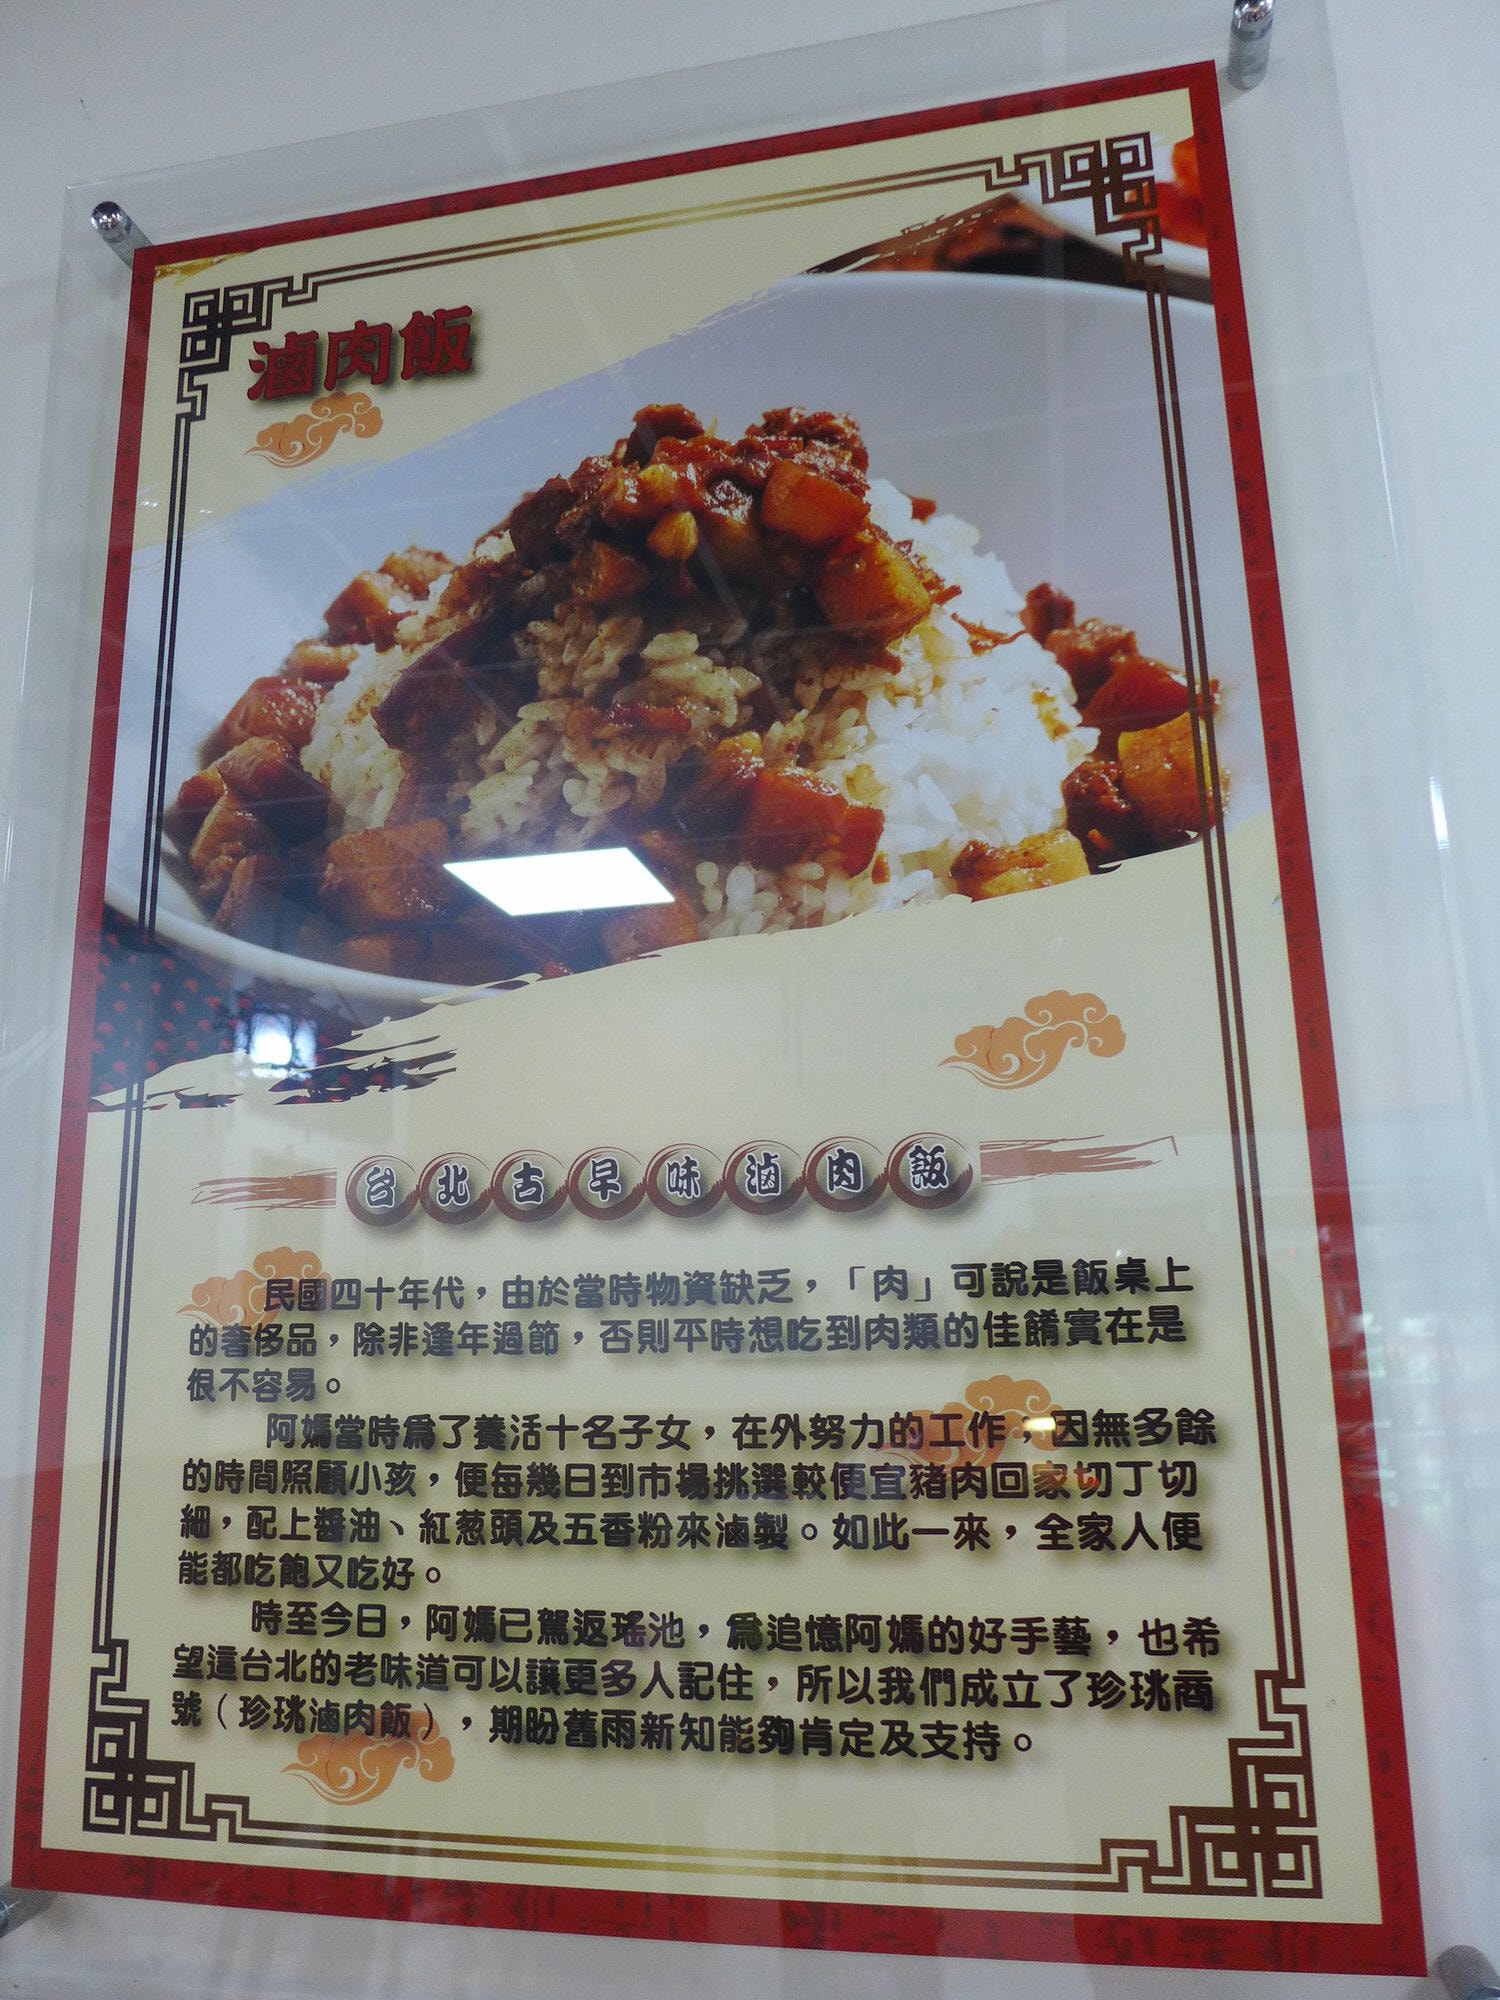 滷肉飯
台北古早味滷肉飯
民國四十年代，由於當時物資缺乏，「肉」可說是飯桌上
的奢侈品，除非逢年過節，否則平時想吃到肉類的佳餚實在是
很不容易。
阿嬤當時為了養活十名子女，在外努力的工作，因無多餘
的時間照顧小孩，便每幾日到市場挑選較便宜豬肉回家切丁切
細，配上醬油、紅葱頭及五香粉來滷製。如此一來，全家人便
能都吃飽又吃好。
時至今日，阿嬤已駕返瑤池，為追憶阿嬤的好手藝，也希
望這台北的老味道可以讓更多人記住，所以我們成立了珍珗商
號（珍珗滷肉飯），期盼舊雨新知能夠肯定及支持。